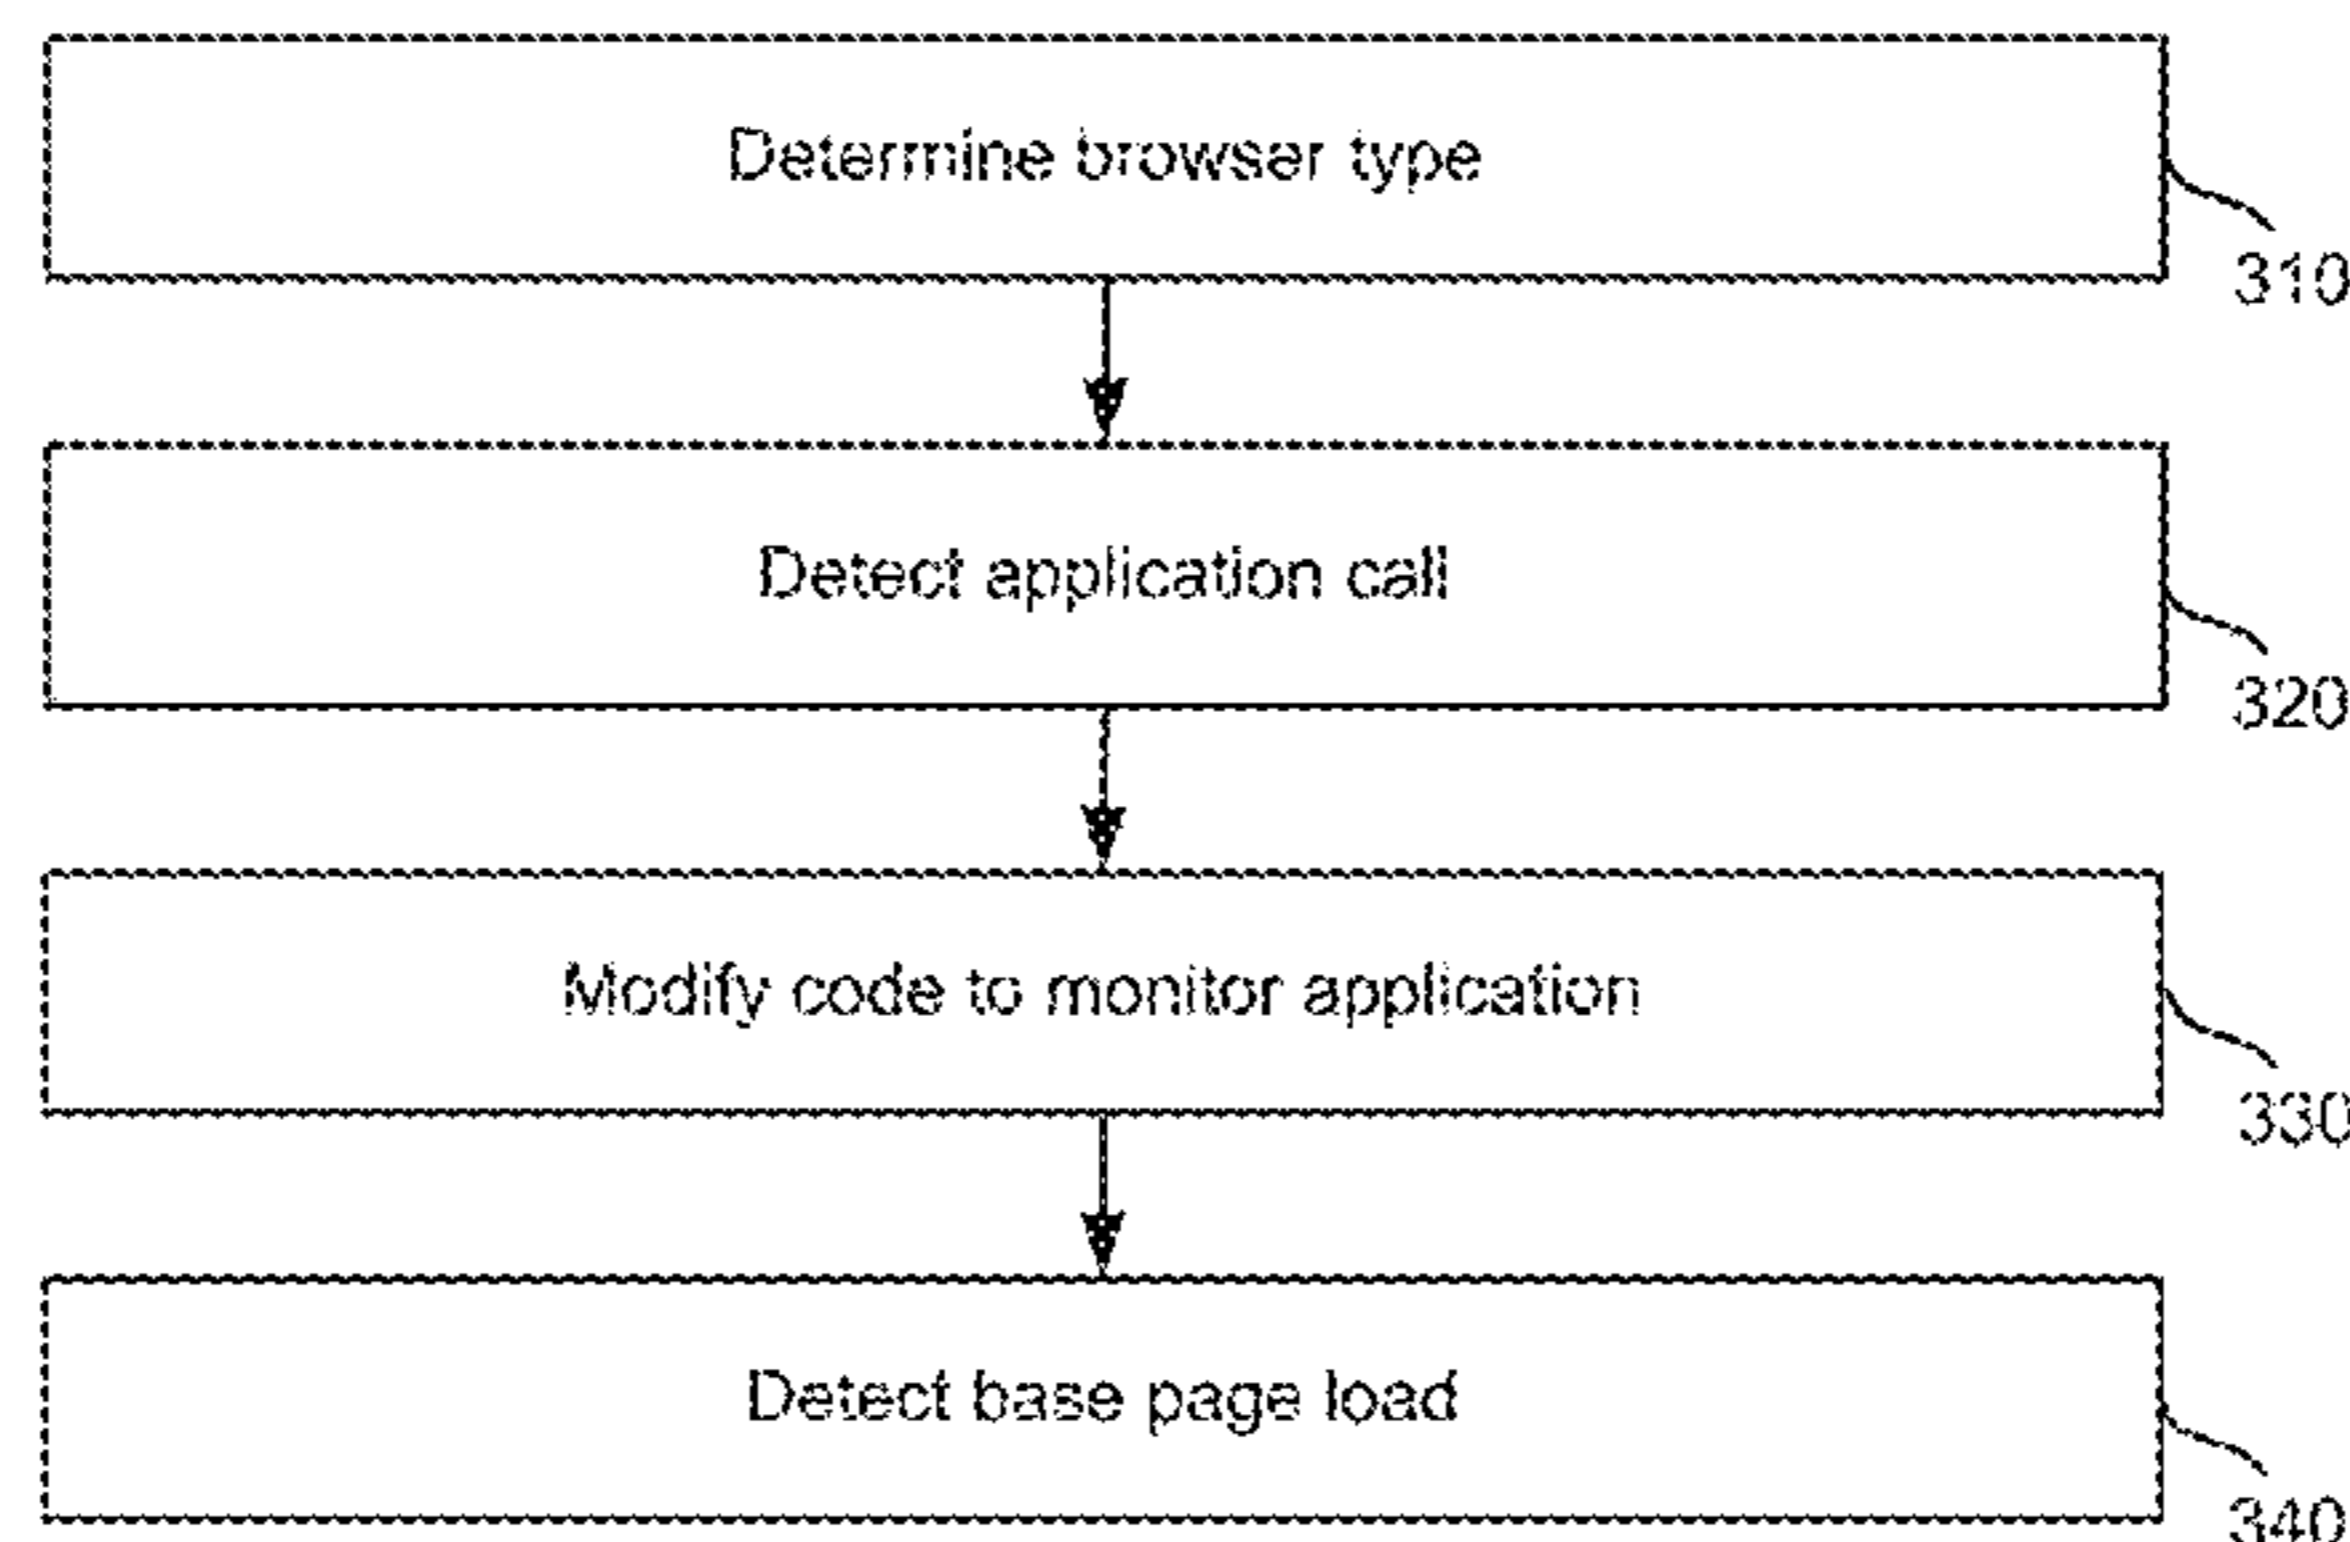 Determine browser type
310
Detect application call
320
Modify code to monitor application
330
Detect base page load
340